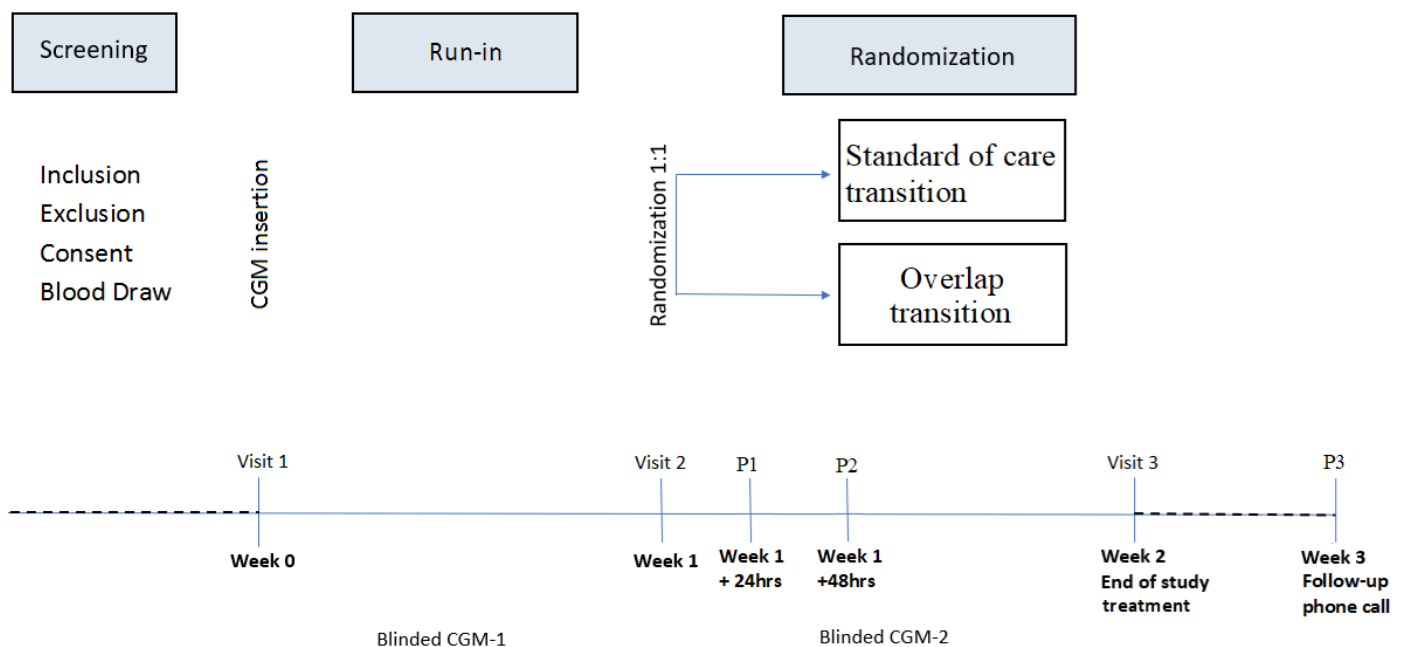 Screening
Run-in
Randomization
Inclusion
Exclusion
Consent
Blood Draw
CGM insertion
Randomization 1:1
Standard of care
transition
Overlap
transition
Visit 1
Visit 2
P1
P2
Visit 3
P3
Week 0
Week 1
Week 1
+ 24hrs
Week 1
+48hrs
Week 2
End of study
treatment
Week 3
Follow-up
phone call
Blinded CGM-1
Blinded CGM-2